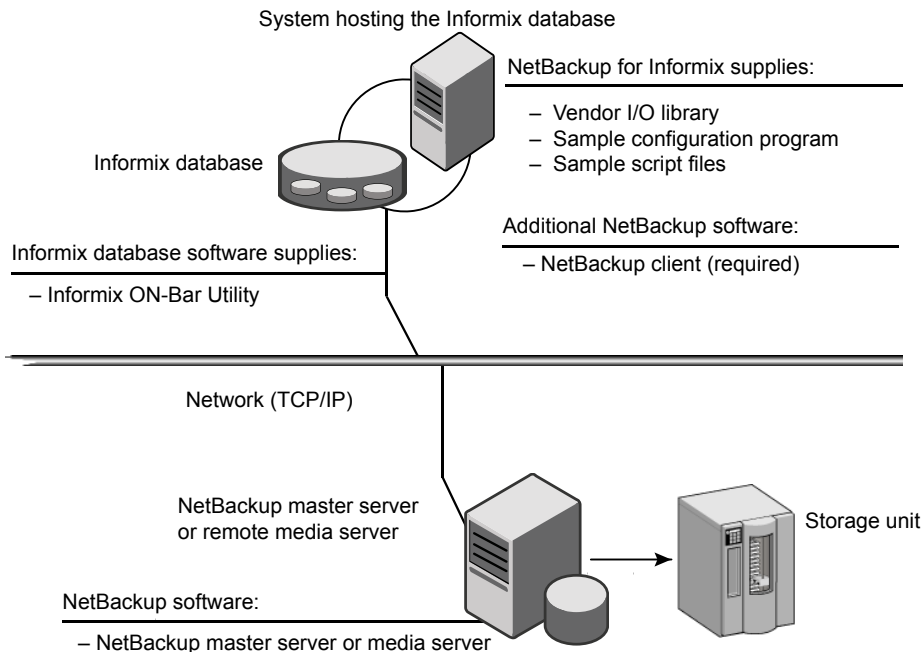 System hosting the Informix database
NetBackup for Informix supplies:
– Vendor I/O library
– Sample configuration program
– Sample script files
Informix database
Additional NetBackup software:
– NetBackup client (required)
Informix database software supplies:
– Informix ON-Bar Utility
Network (TCP/IP)
NetBackup master server
or remote media server
Storage unit
NetBackup software:
– NetBackup master server or media server